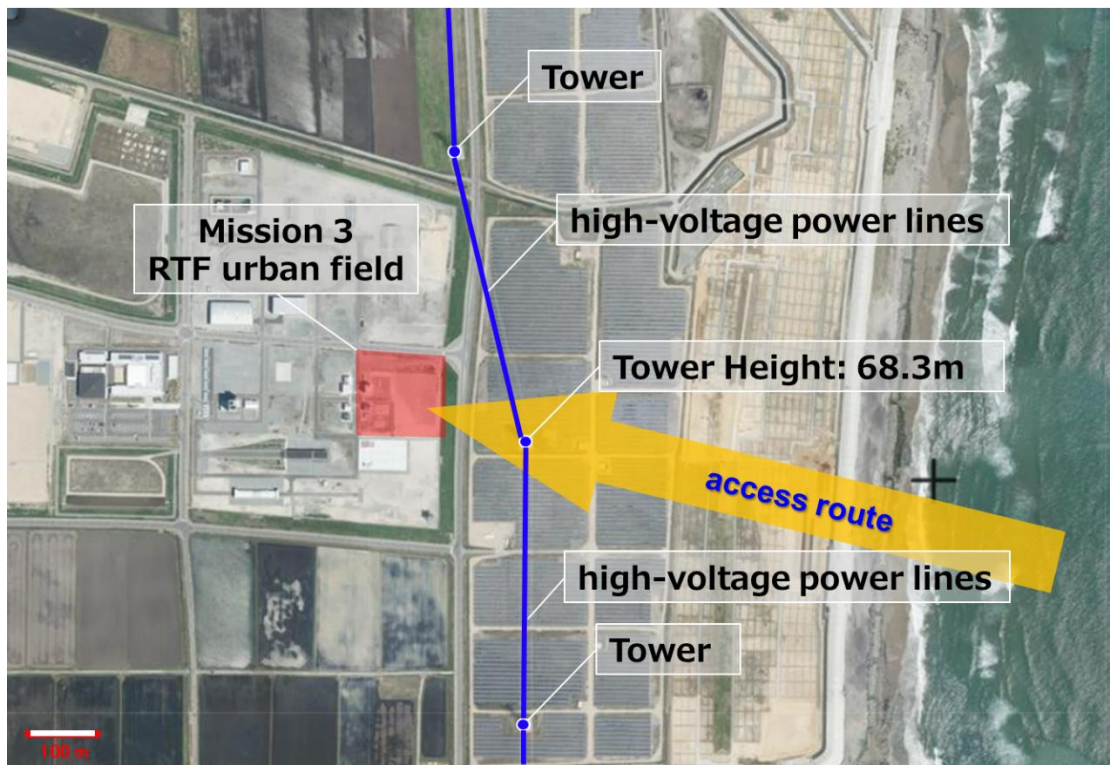 Tower
high-voltage power lines
Mission 3
RTF urban field
Tower Height: 68.3m
access route
high-voltage power lines
Tower
100 m